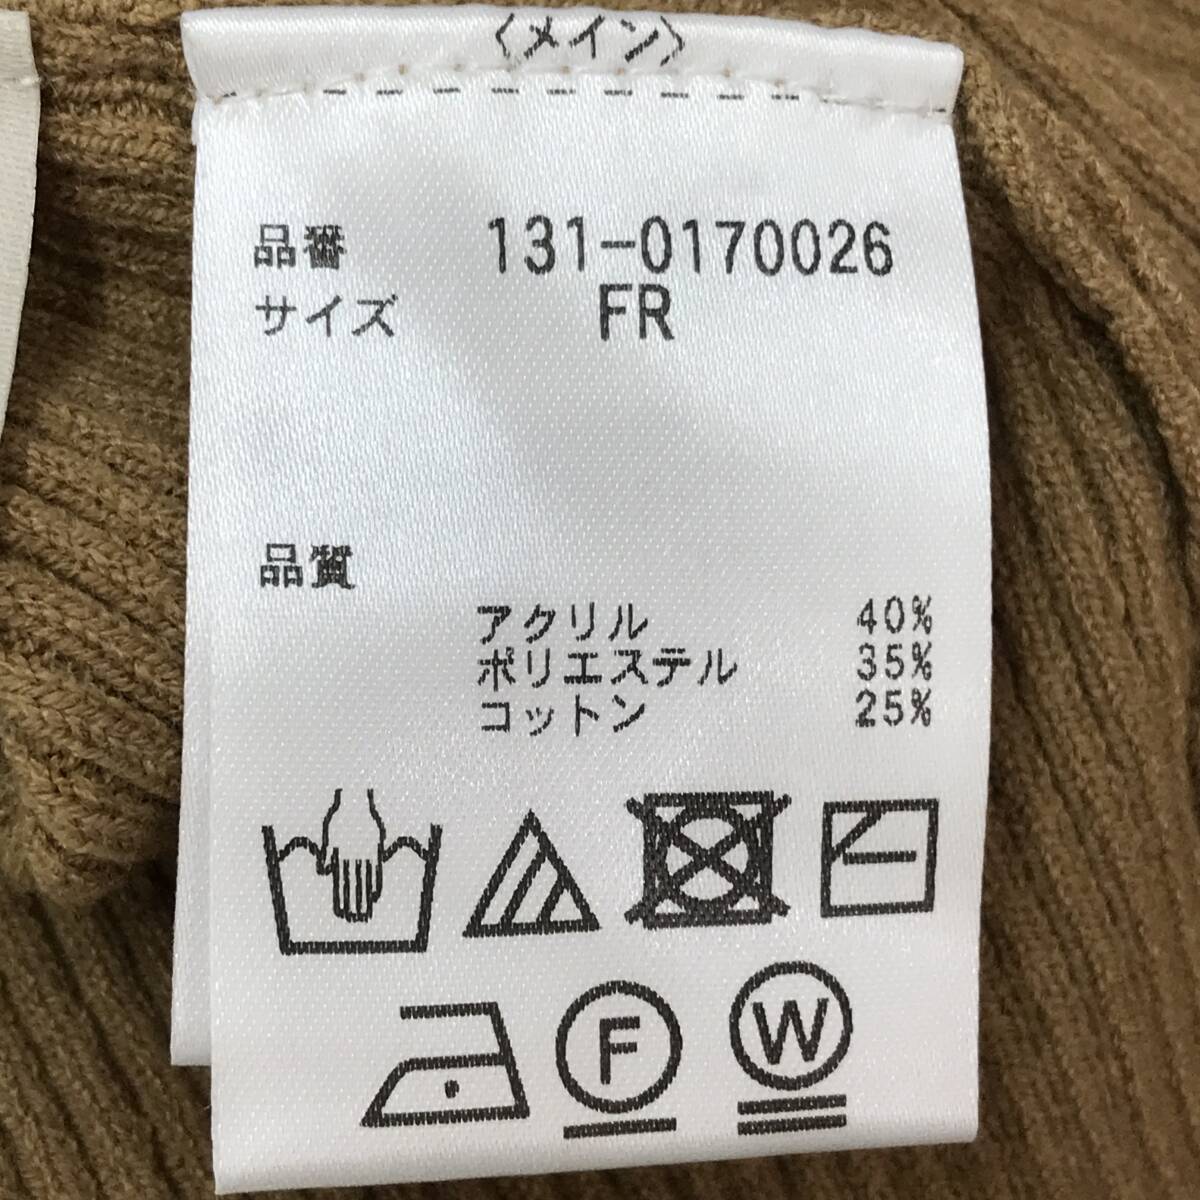 〈メイン〉
品番 131-0170026
サイズ FR
品質
アクリル 40%
ポリエステル 35%
コットン 25%
F W